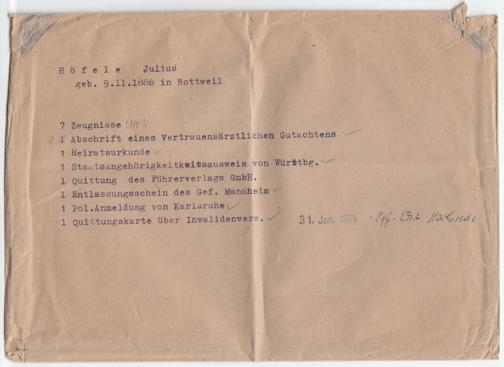 H ö f e l e  Julius
geb. 9.11.1888 in Rottweil
7 Zeugnisse
1 Abschrift eines Vertrauensärztlichen Gutachtens
1 Heiratsurkunde
1 Staatsangehörigkeitsausweis von Württbg.
1 Quittung des Führerverlags GmbH.
1 Entlassungsschein des Gef. Mannheim
1 Pol.Anmeldung von Karlsruhe
1 Quittungskarte über Invalidenvers. 31. Jan.